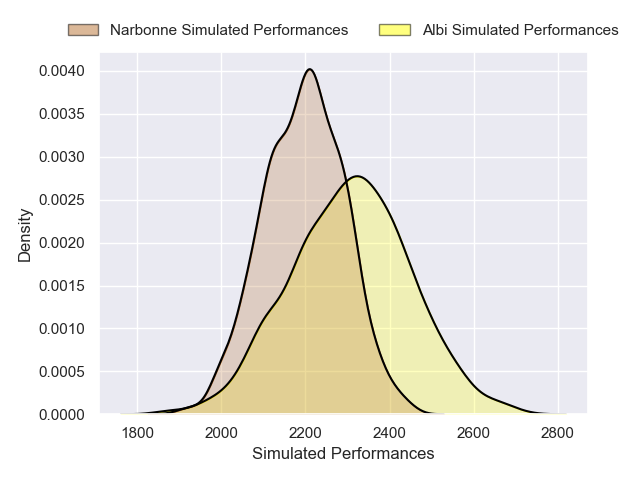 Narbonne Simulated Performances Albi Simulated Performances
0.0040
0.0035
0.0030
0.0025
0.0020
0.0015
0.0010
0.0005
0.0000
Density
1800 2000 2200 2400 2600 2800
Simulated Performances